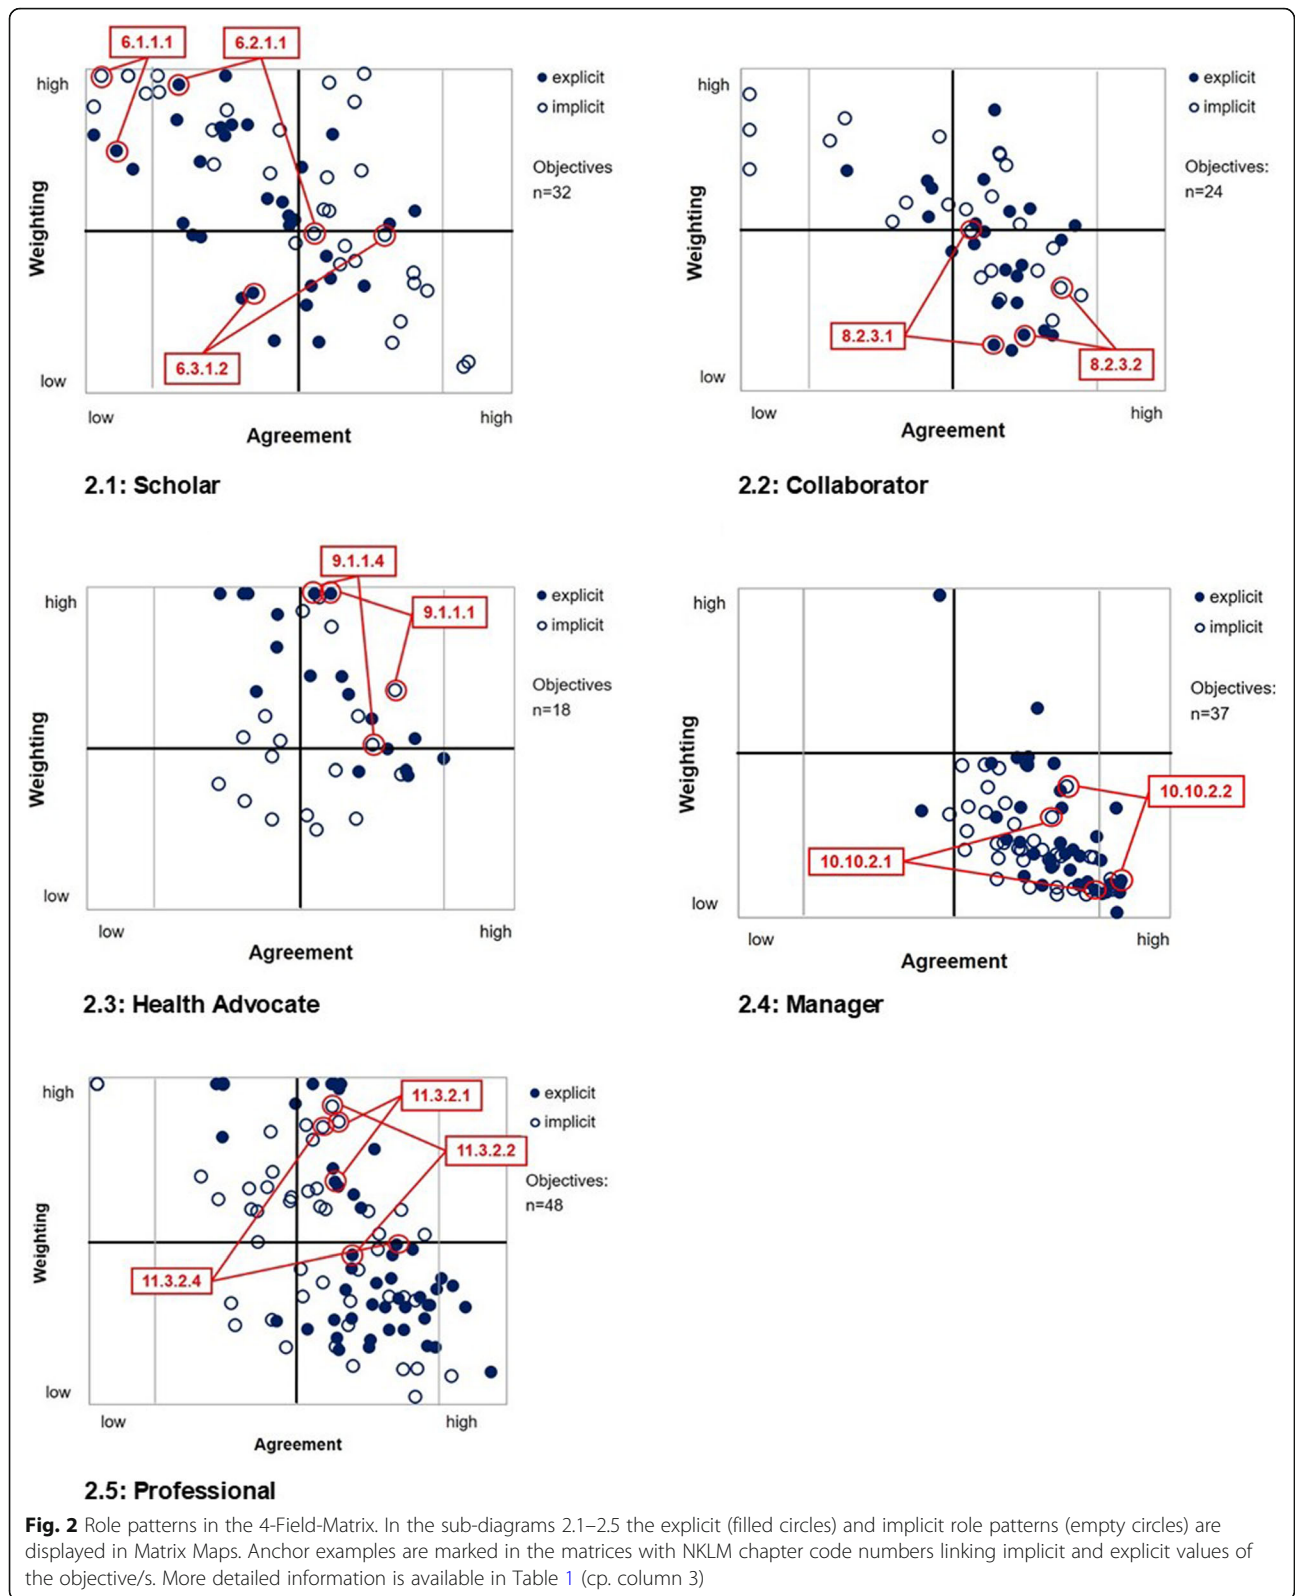 6.1.1.1
6.2.1.1
high
explicit
implicit
Objectives
n=32
Weighting
6.3.1.2
low
low
high
Agreement
2.1: Scholar
high
explicit
implicit
Objectives:
n=24
Weighting
8.2.3.1
8.2.3.2
low
low
high
Agreement
2.2: Collaborator
9.1.1.4
high
explicit
implicit
9.1.1.1
Objectives
n=18
Weighting
low
low
high
Agreement
2.3: Health Advocate
high
explicit
implicit
Objectives:
n=37
Weighting
10.10.2.2
10.10.2.1
low
low
high
Agreement
2.4: Manager
high
explicit
11.3.2.1
implicit
11.3.2.2
Objectives:
n=48
Weighting
11.3.2.4
low
low
high
Agreement
2.5: Professional
Fig. 2 Role patterns in the 4-Field-Matrix. In the sub-diagrams 2.1–2.5 the explicit (filled circles) and implicit role patterns (empty circles) are
displayed in Matrix Maps. Anchor examples are marked in the matrices with NKLM chapter code numbers linking implicit and explicit values of
the objective/s. More detailed information is available in Table 1 (cp. column 3)